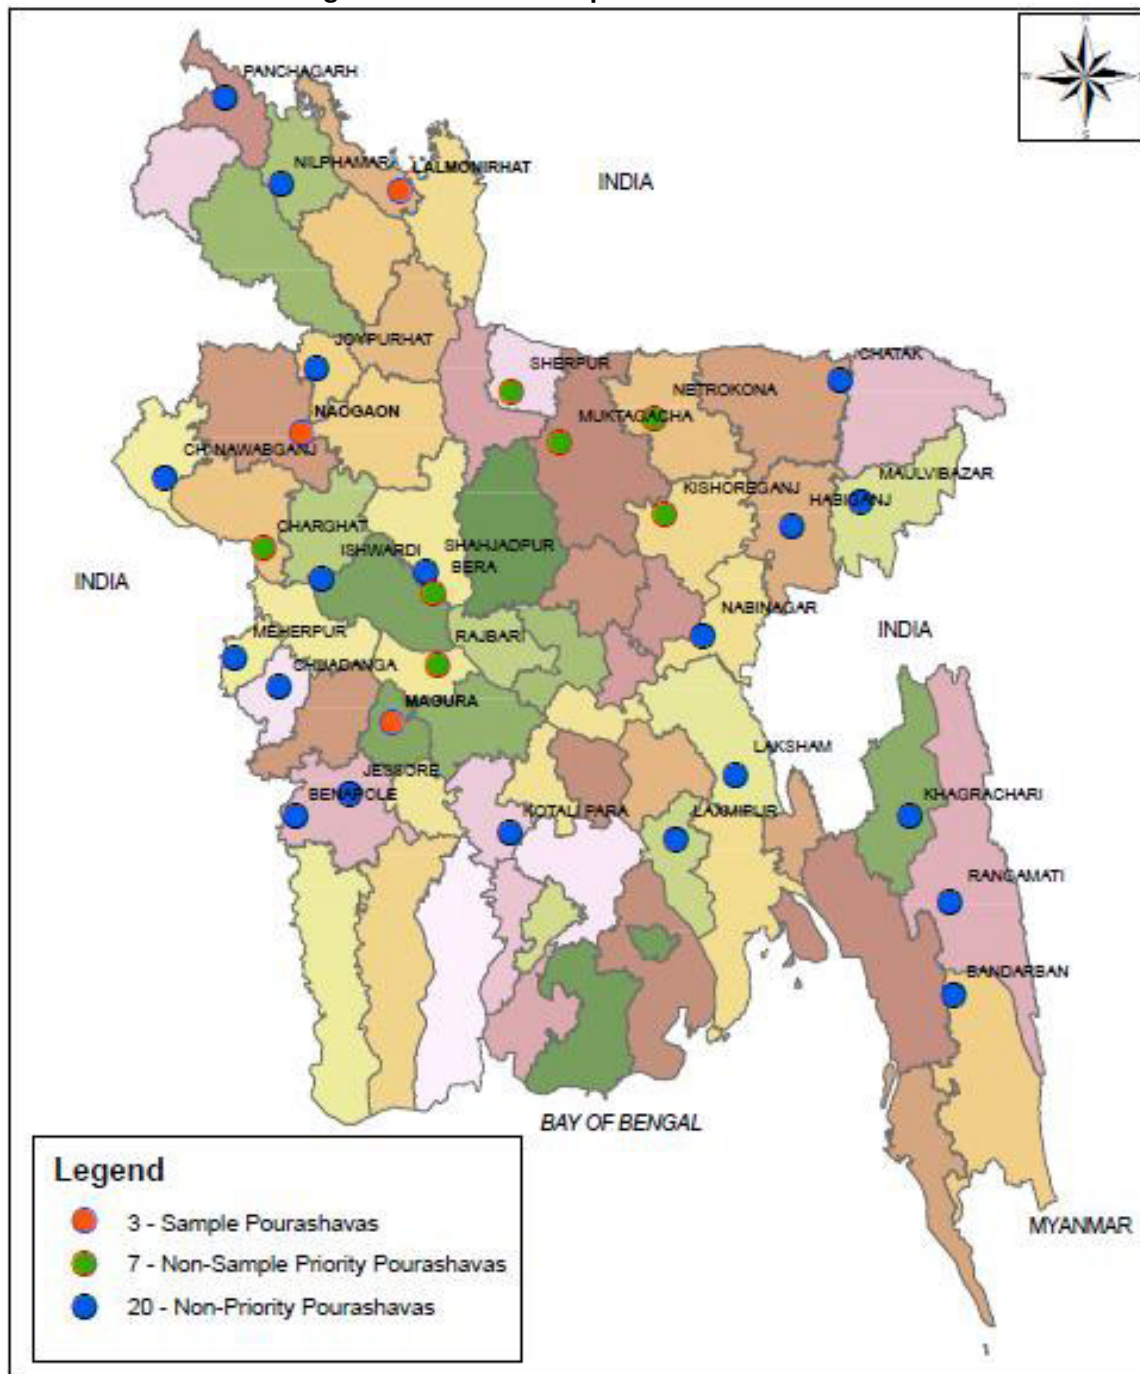 PANCHAGARH
NILPHAMARI
LALMONIRHAT
INDIA
JOYPURHAT
SHERPUR
CHATAK
NETROKONA
NAOGAON
MUKTAGACHA
CH.NAWABGANJ
MAULVIBAZAR
KISHOREGANJ
HABIGANJ
CHARGHAT
ISHWARDI
SHAHJADPUR
BERA
INDIA
NABINAGAR
MEHERPUR
RAJBARI
INDIA
CHUADANGA
MAGURA
LAKSHAM
JESSORE
BENAPOLE
KHAGRACHARI
KOTALI PARA
LAXMIPUR
RANGAMATI
BANDARBAN
BAY OF BENGAL
MYANMAR
Legend
3 - Sample Pourashavas
7 - Non-Sample Priority Pourashavas
20 - Non-Priority Pourashavas